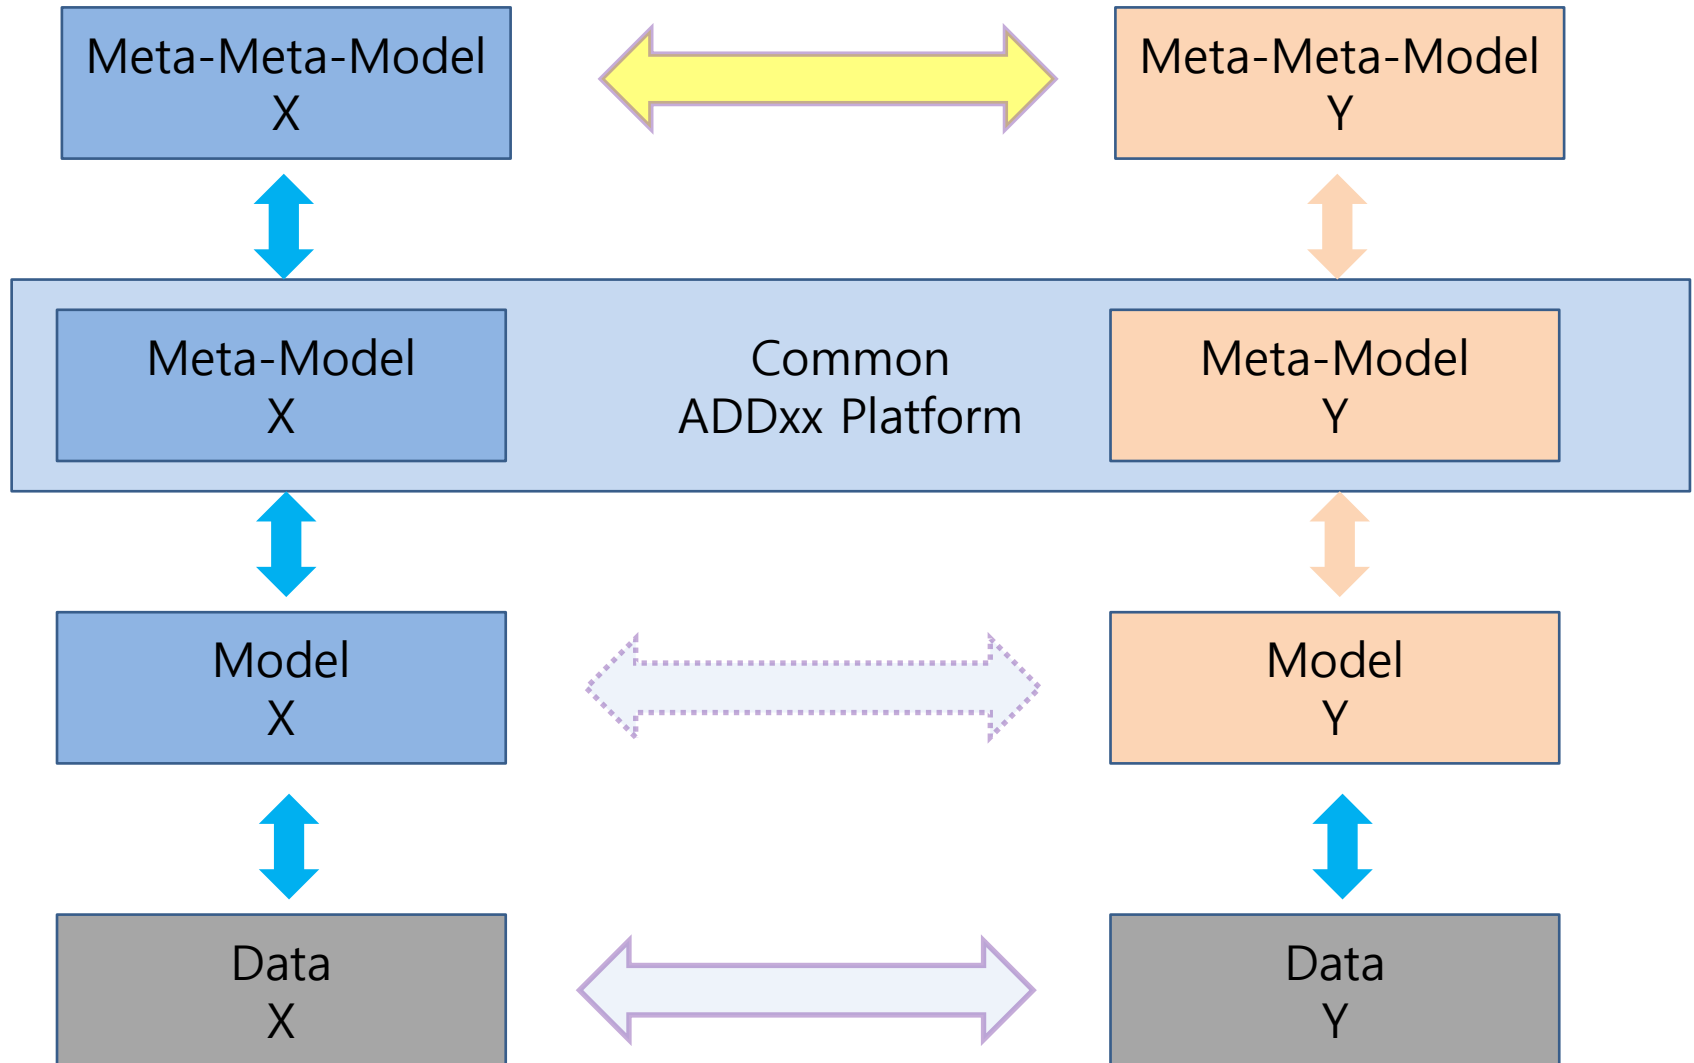 Meta-Meta-Model
X
Meta-Meta-Model
Y
Meta-Model
X
Common
ADDxx Platform
Meta-Model
Y
Model
X
Model
Y
Data
X
Data
Y